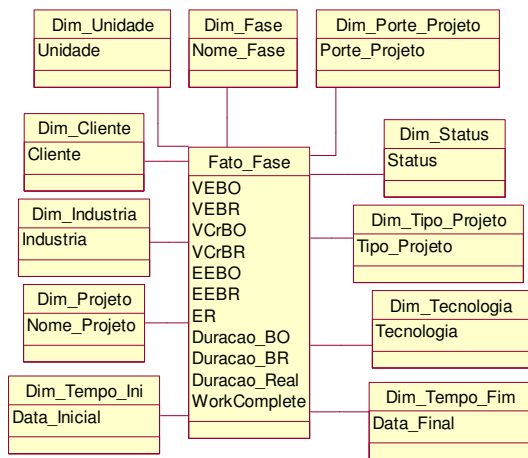 Dim_Unidade
Unidade
Dim_Fase
Nome_Fase
Dim_Porte_Projeto
Porte_Projeto
Dim_Cliente
Cliente
Dim_Industria
Industria
Dim_Projeto
Nome_Projeto
Dim_Tempo_Ini
Data_Inicial
Fato_Fase
VEBO
VEBR
VCrBO
VCrBR
EEBO
EEBR
ER
Duracao_BO
Duracao_BR
Duracao_Real
WorkComplete
Dim_Status
Status
Dim_Tipo_Projeto
Tipo_Projeto
Dim_Tecnologia
Tecnologia
Dim_Tempo_Fim
Data_Final